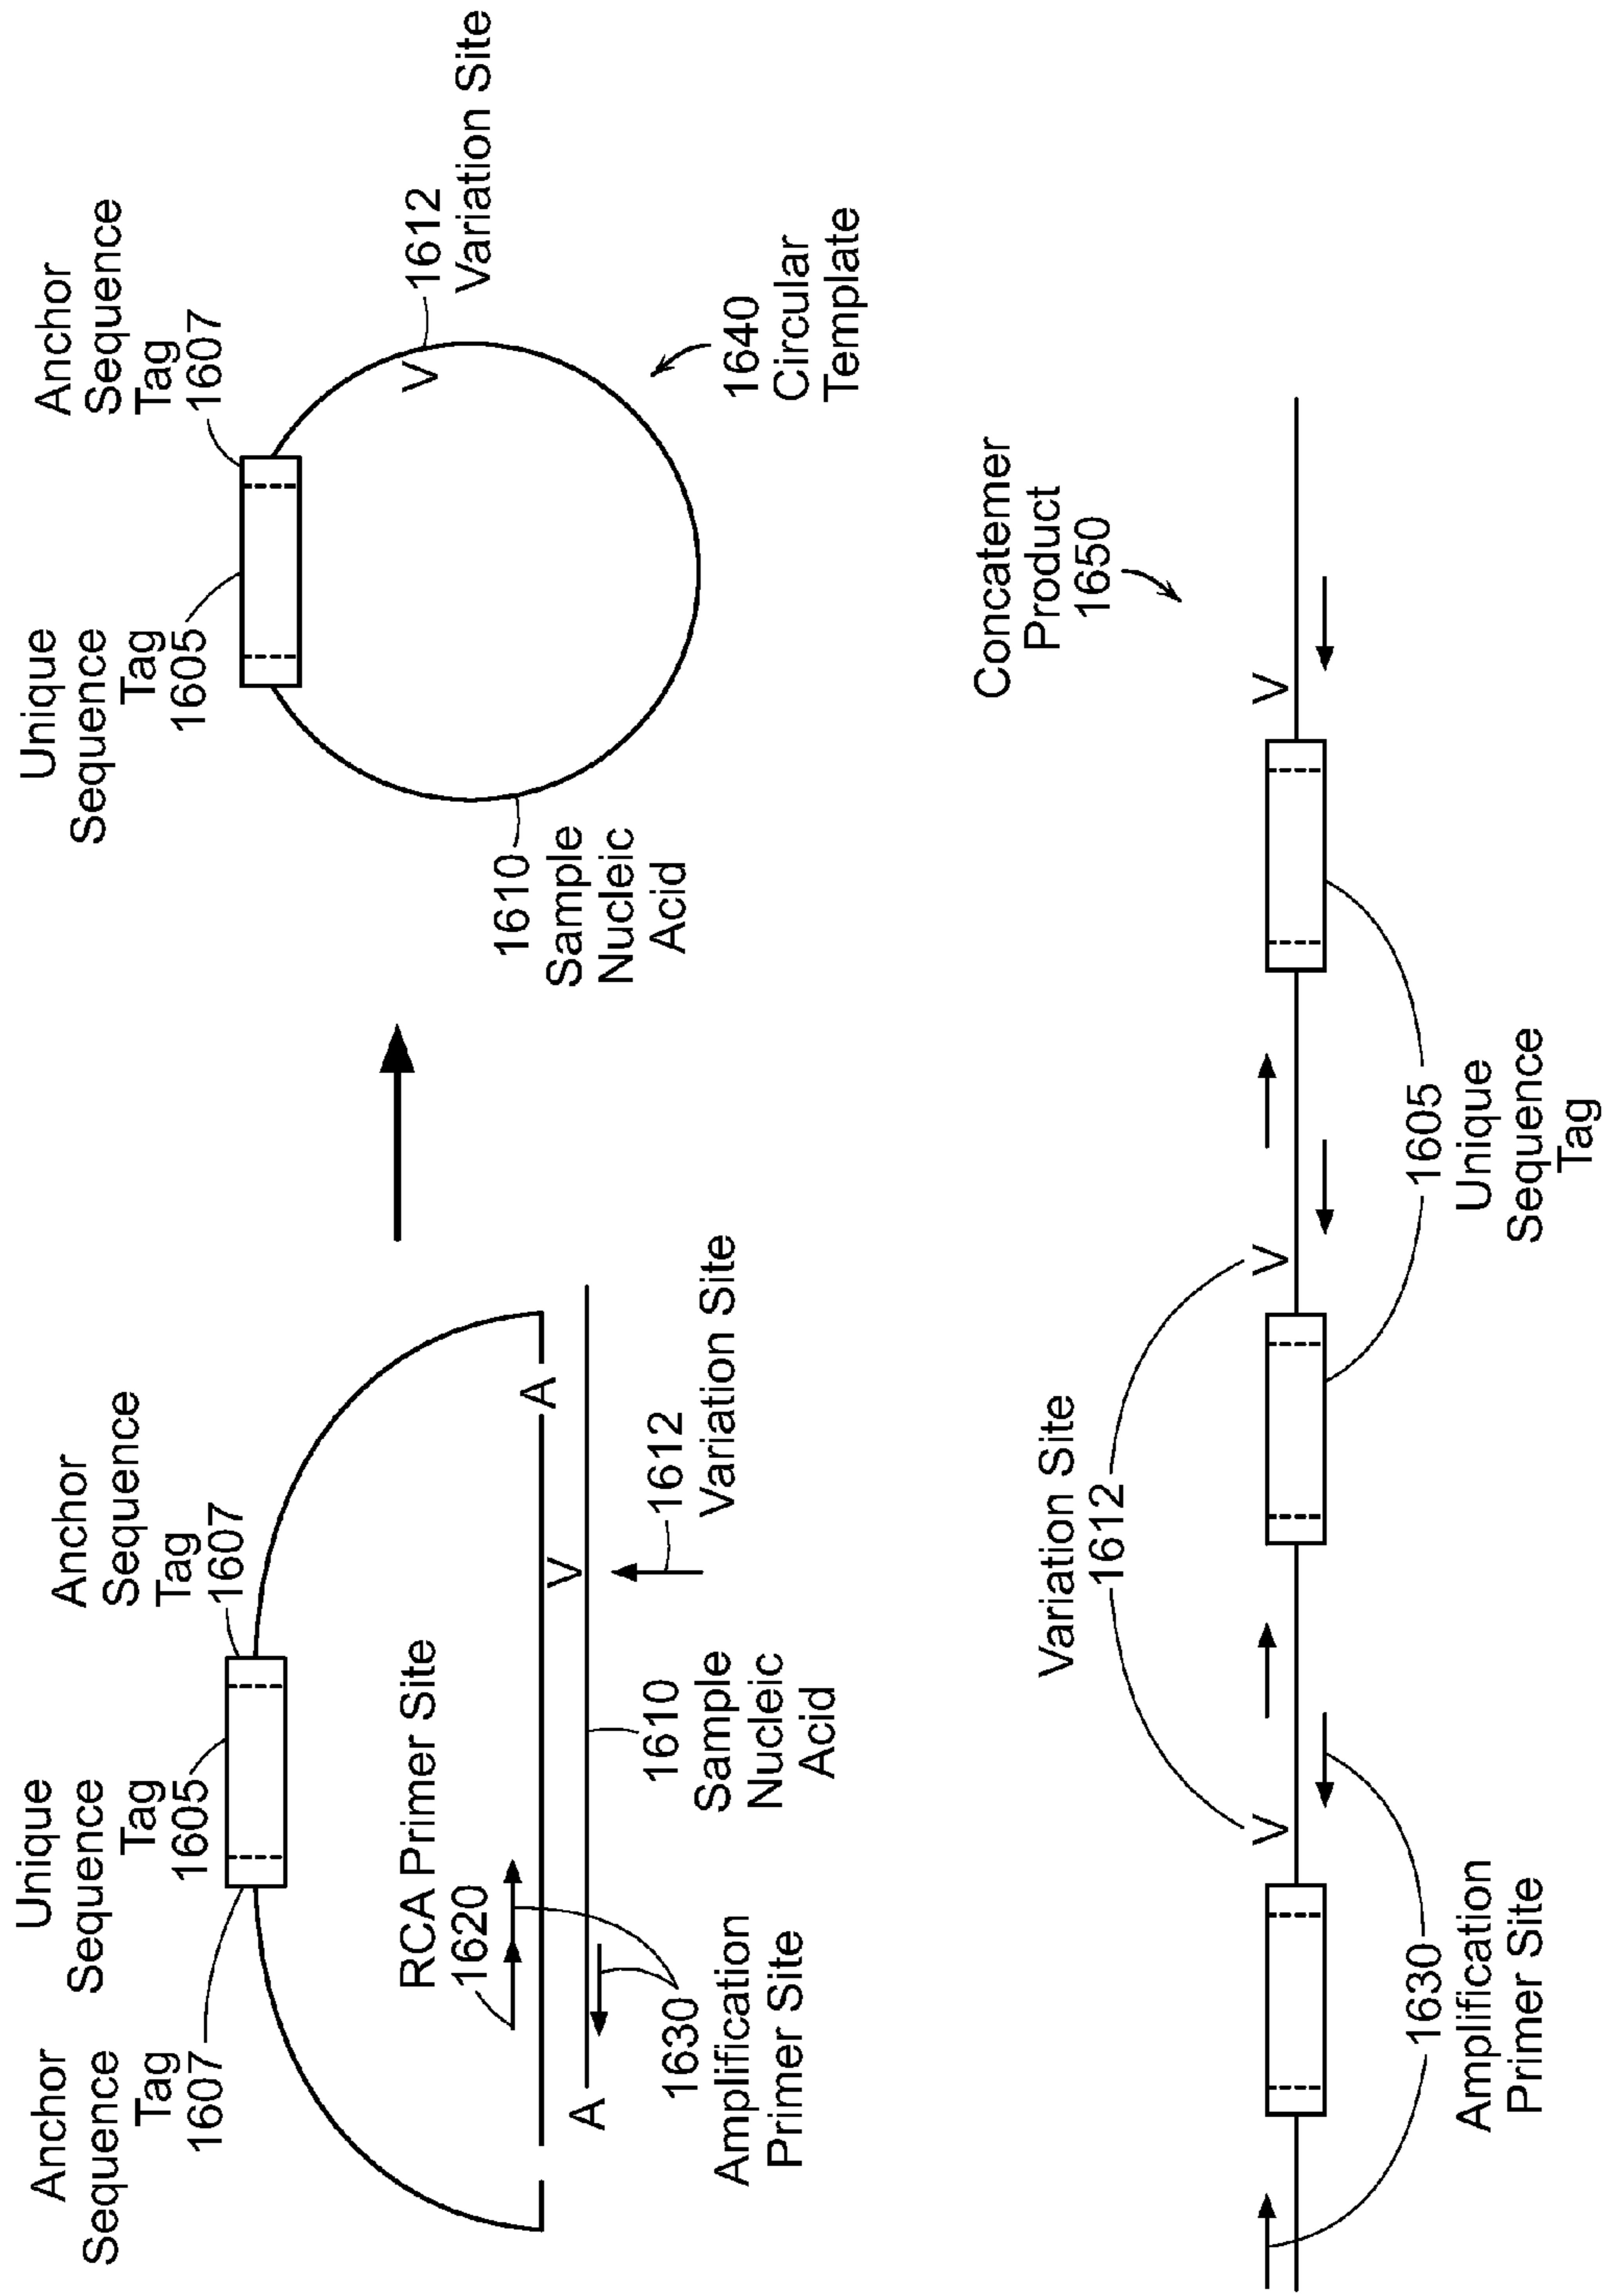 Anchor
Sequence
Tag
1607
Unique
Sequence
Tag
1605
Anchor
Sequence
Tag
1607
RCA Primer Site
1620
A
V
A
1630
Amplification
Primer Site
1610
Sample
Nucleic
Acid
1612
Variation Site
Unique
Sequence
Tag
1605
Anchor
Sequence
Tag
1607
V
1612
Variation Site
1610
Sample
Nucleic
Acid
1640
Circular
Template
Concatemer
Product
1650
Variation Site
1612
V
V
V
1630
Amplification
Primer Site
1605
Unique
Sequence
Tag